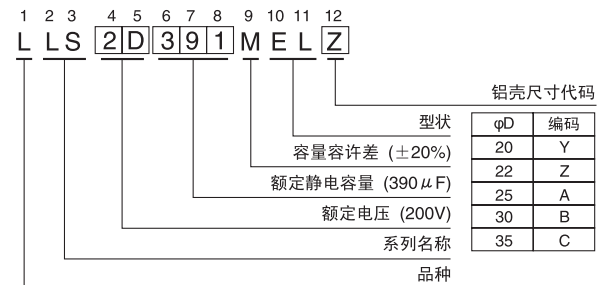 1 2 3 4 5 6 7 8 9 10 11 12
L L S 2 D 3 9 1 M E L Z
铝壳尺寸代码
型状
容量容许差 (±20%)
额定静电容量 (390μF)
额定电压 (200V)
系列名称
品种
φD 编码
20 Y
22 Z
25 A
30 B
35 C